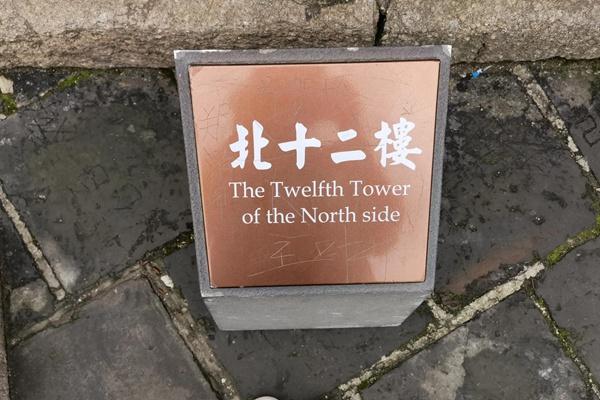 北十二樓
The Twelfth Tower
of the North side